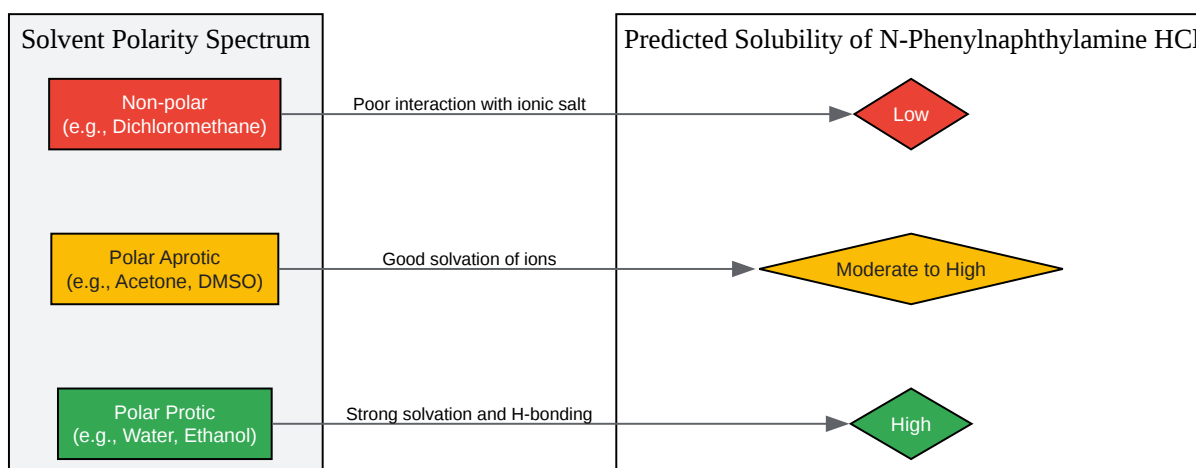 Solvent Polarity Spectrum
Predicted Solubility of N-Phenylnaphthylamine HCl
Non-polar
(e.g., Dichloromethane)
Poor interaction with ionic salt
Low
Polar Aprotic
(e.g., Acetone, DMSO)
Good solvation of ions
Moderate to High
Polar Protic
(e.g., Water, Ethanol)
Strong solvation and H-bonding
High